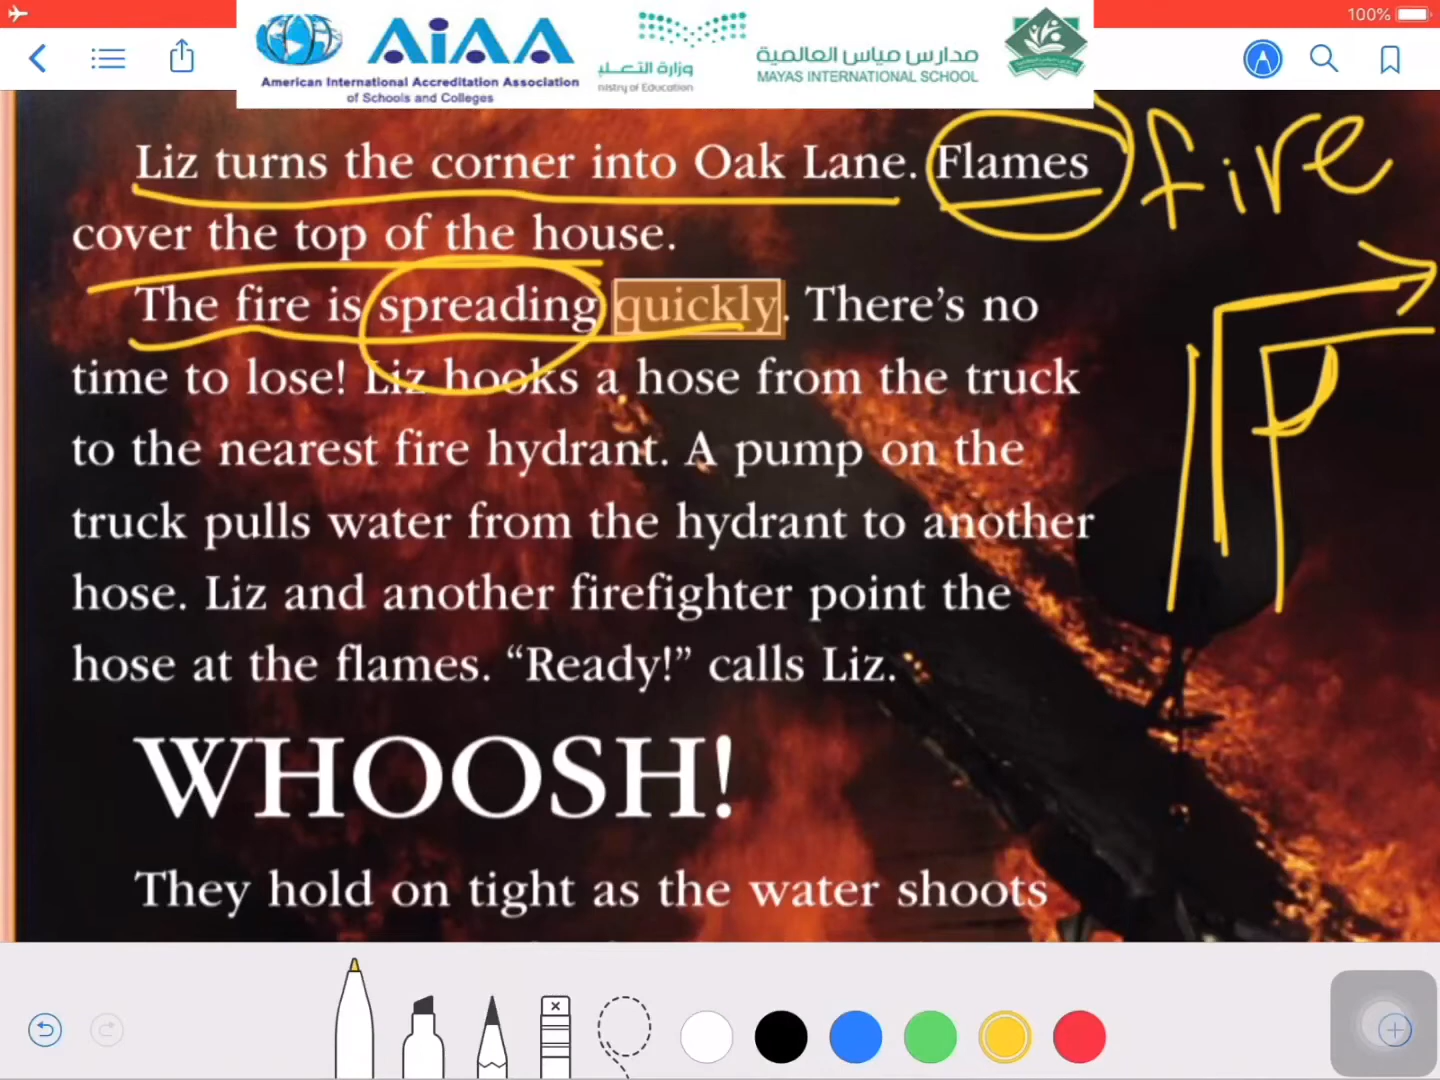 100%
AiAA
American International Accreditation Association
of Schools and Colleges
وزارة التعلي
nistry of Education
مدارس مياس العالمية
MAYAS INTERNATIONAL SCHOOL
Liz turns the corner into Oak Lane. Flames fire
cover the top of the house.
The fire is spreading quickly. There's no
time to lose! Liz hooks a hose from the truck
to the nearest fire hydrant. A pump on the
truck pulls water from the hydrant to another
hose. Liz and another firefighter point the
hose at the flames. “Ready!” calls Liz.
WHOOSH!
They hold on tight as the water shoots